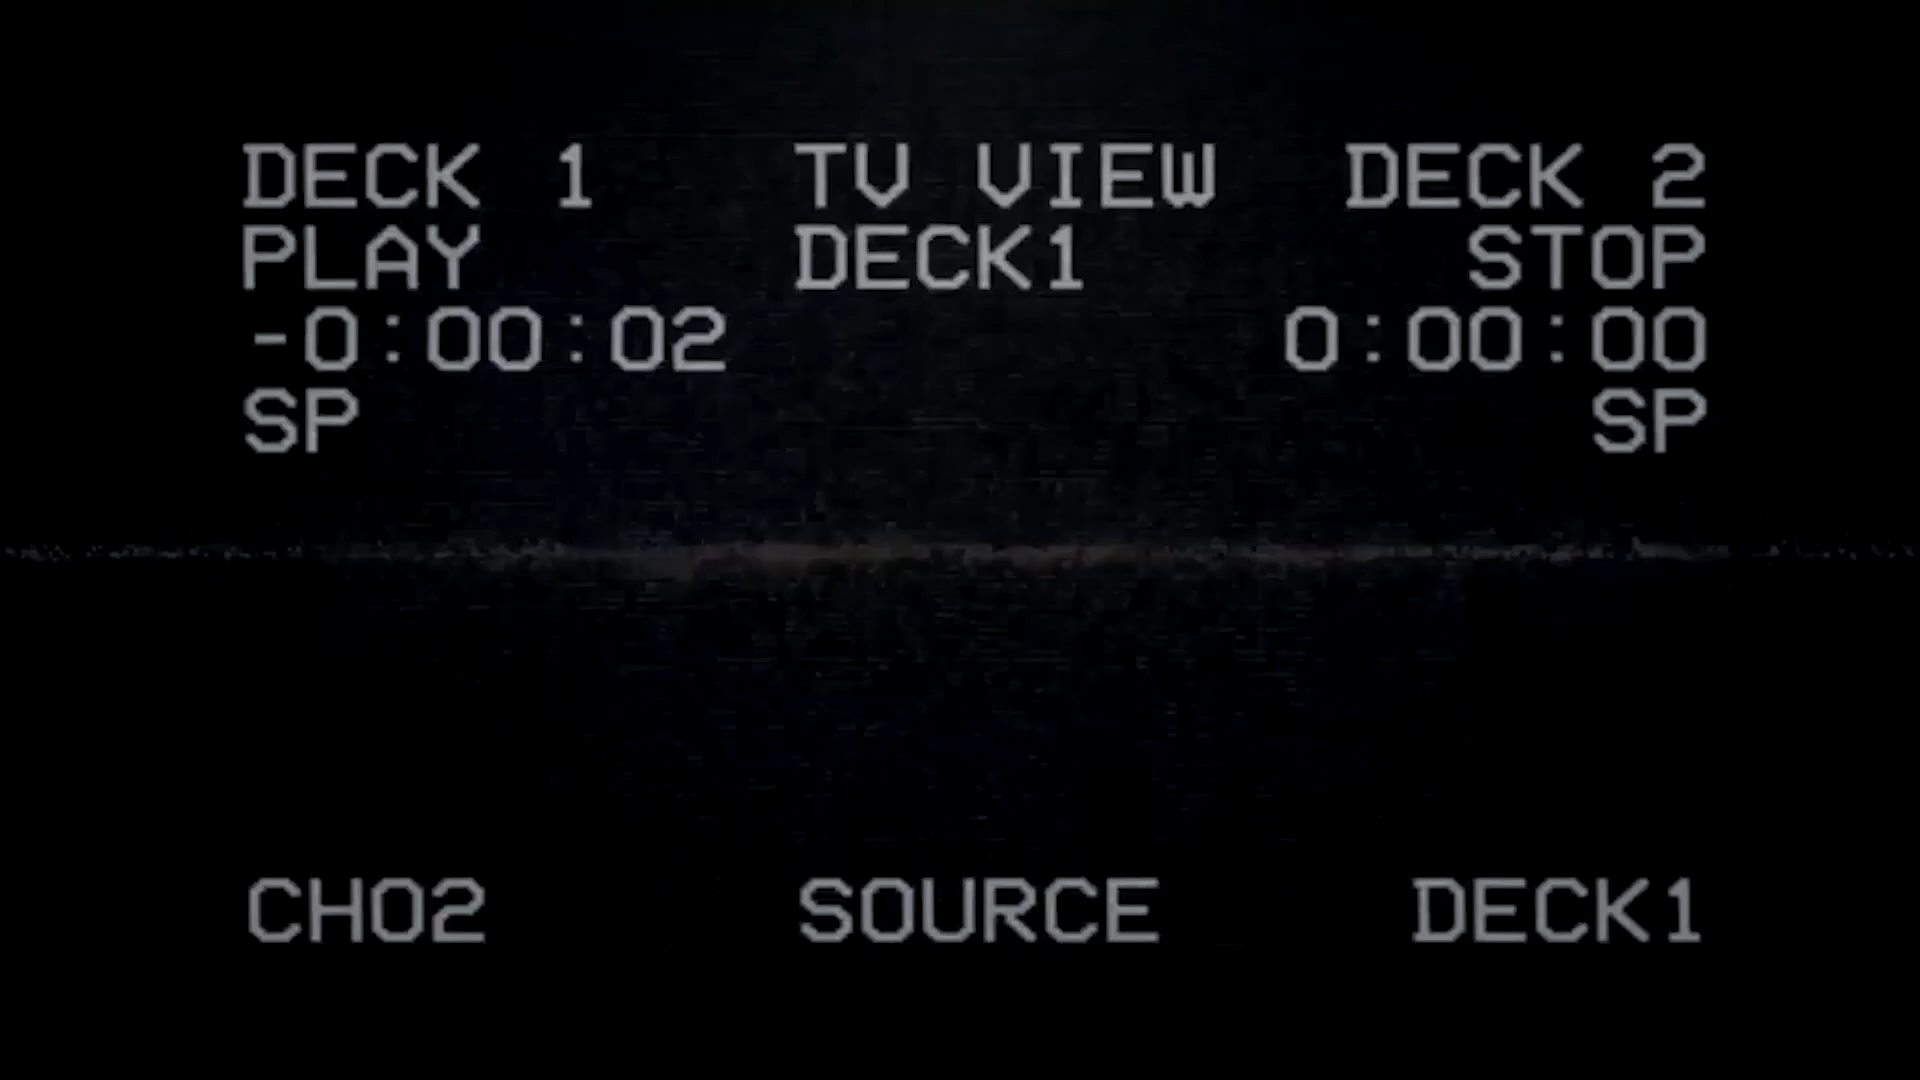 DECK 1 TV VIEW DECK 2
PLAY DECK1 STOP
-0:00:02 0:00:00
SP SP
CH02 SOURCE DECK1